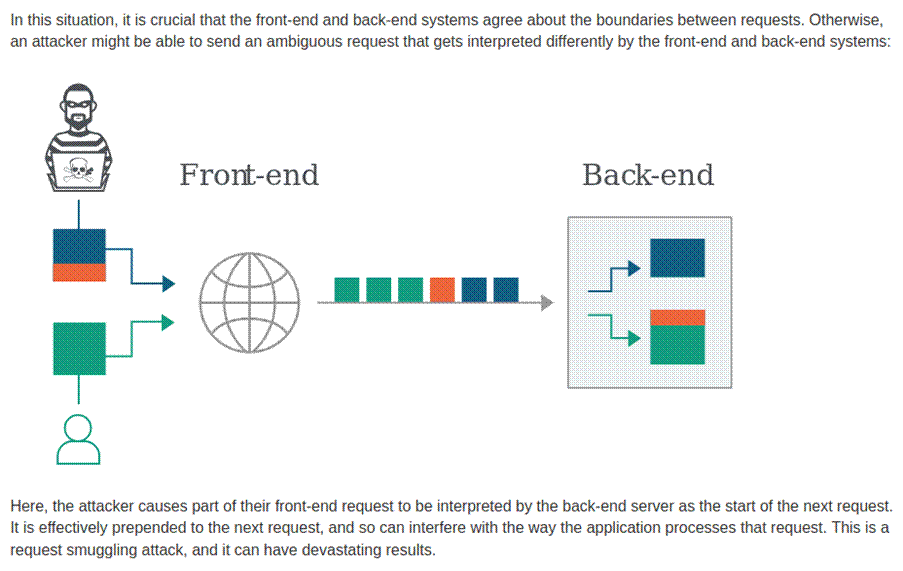 In this situation, it is crucial that the front-end and back-end systems agree about the boundaries between requests. Otherwise,
an attacker might be able to send an ambiguous request that gets interpreted differently by the front-end and back-end systems:
Front-end
Back-end
Here, the attacker causes part of their front-end request to be interpreted by the back-end server as the start of the next request.
It is effectively prepended to the next request, and so can interfere with the way the application processes that request. This is a
request smuggling attack, and it can have devastating results.